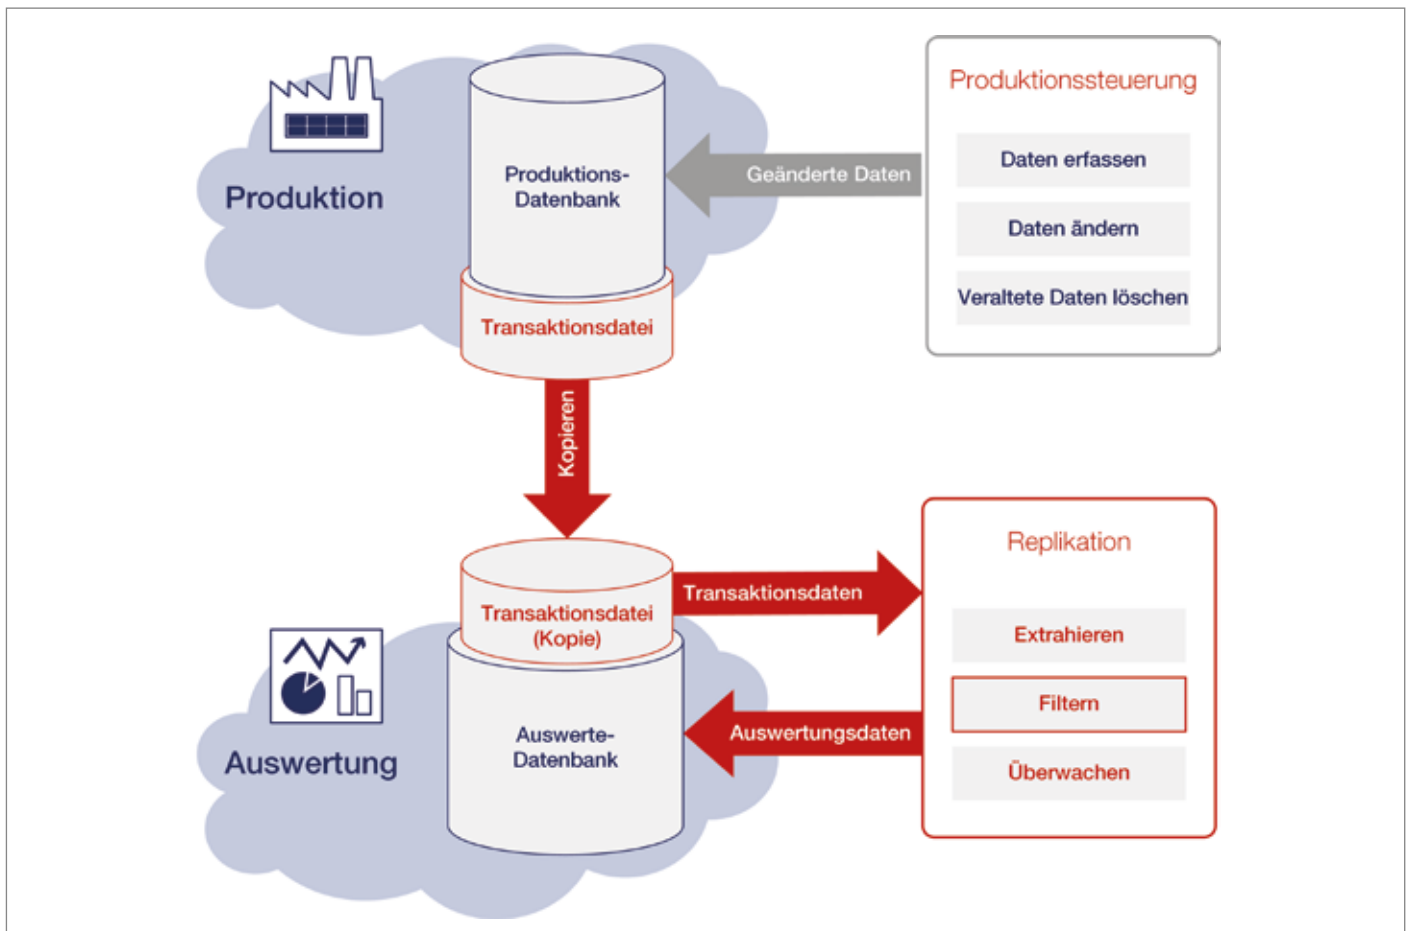 Produktion
Produktions-
Datenbank
Transaktionsdatei
Geänderte Daten
Produktionssteuerung
Daten erfassen
Daten ändern
Veraltete Daten löschen
Kopieren
Transaktionsdatei
(Kopie)
Transaktionsdaten
Replikation
Extrahieren
Filtern
Überwachen
Auswertungsdaten
Auswerte-
Datenbank
Auswertung